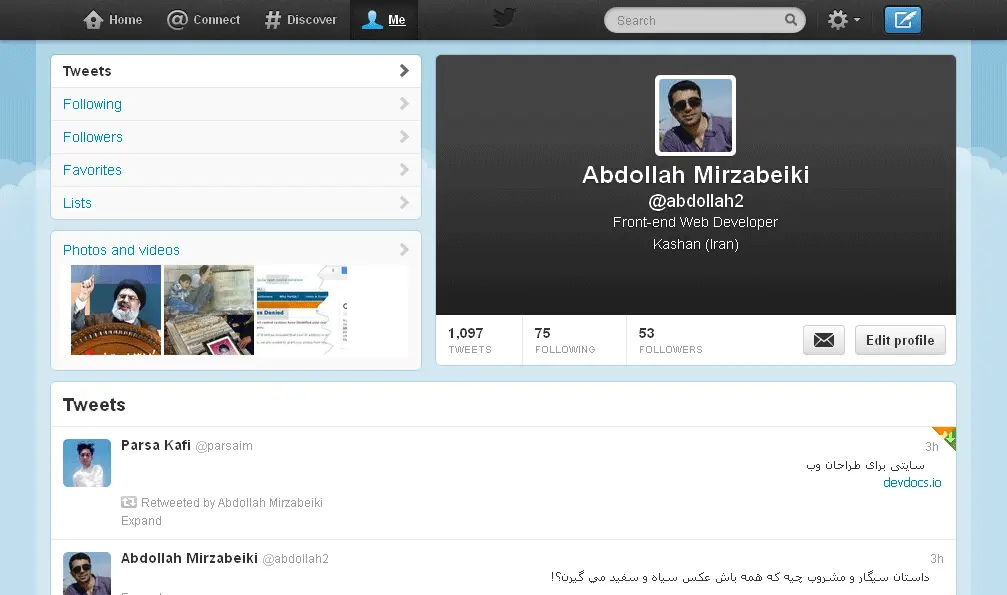 Home
Connect
Discover
Me
Search
Tweets
Following
Followers
Favorites
Lists
Photos and videos
Abdollah Mirzabeiki
@abdollah2
Front-end Web Developer
Kashan (Iran)
1,097
TWEETS
75
FOLLOWING
53
FOLLOWERS
Edit profile
Tweets
Parsa Kafi @parsaim
3h
سایتی برای طراحان وب
devdocs.io
Retweeted by Abdollah Mirzabeiki
Expand
Abdollah Mirzabeiki @abdollah2
3h
داستان سیگار و مشروب چیه که همه باش عکس سیاه و سفید می گیرن؟!